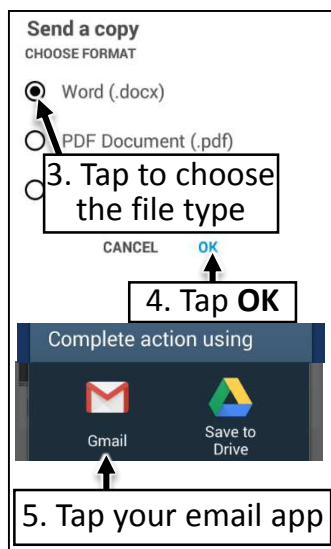 Send a copy
CHOOSE FORMAT
Word (.docx)
PDF Document (.pdf)
3. Tap to choose
the file type
CANCEL OK
4. Tap OK
Complete action using
Gmail
Save to
Drive
5. Tap your email app